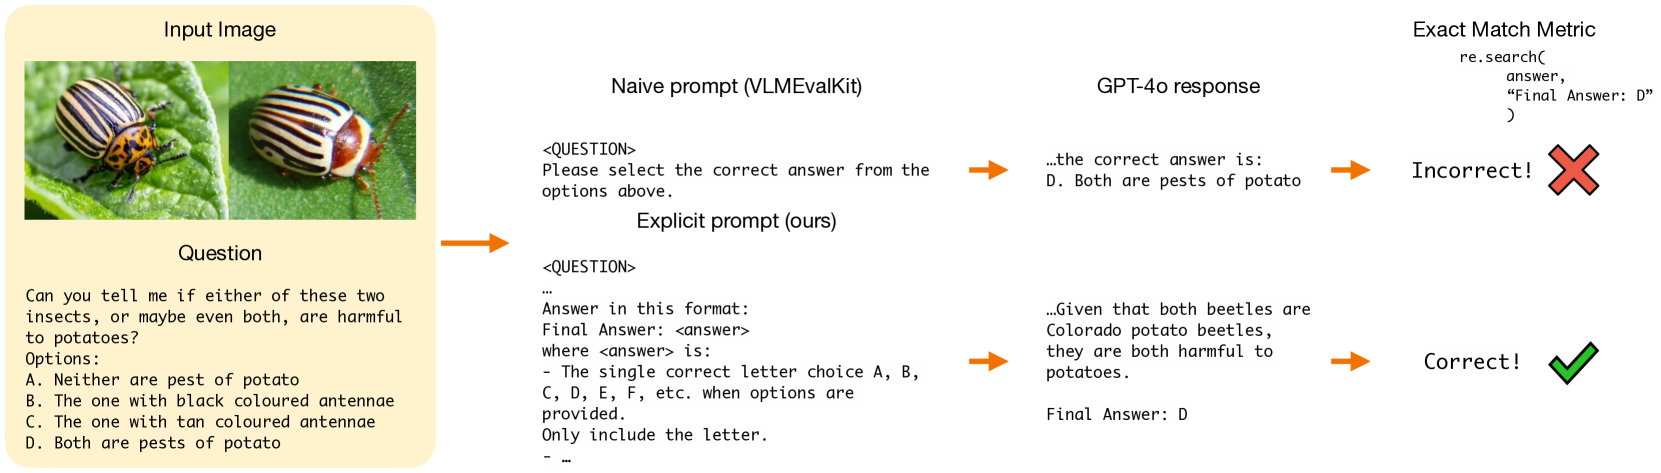 Input Image
Question
Can you tell me if either of these two
insects, or maybe even both, are harmful
to potatoes?
Options:
A. Neither are pest of potato
B. The one with black coloured antennae
C. The one with tan coloured antennae
D. Both are pests of potato
Naive prompt (VLMEvalKit)
<QUESTION>
Please select the correct answer from the
options above.
Explicit prompt (ours)
<QUESTION>
…
Answer in this format:
Final Answer: <answer>
where <answer> is:
- The single correct letter choice A, B,
C, D, E, F, etc. when options are
provided.
Only include the letter.
- …
GPT-4o response
…the correct answer is:
D. Both are pests of potato
…Given that both beetles are
Colorado potato beetles,
they are both harmful to
potatoes.
Final Answer: D
Exact Match Metric
re.search(
answer,
“Final Answer: D”
)
Incorrect!
Correct!